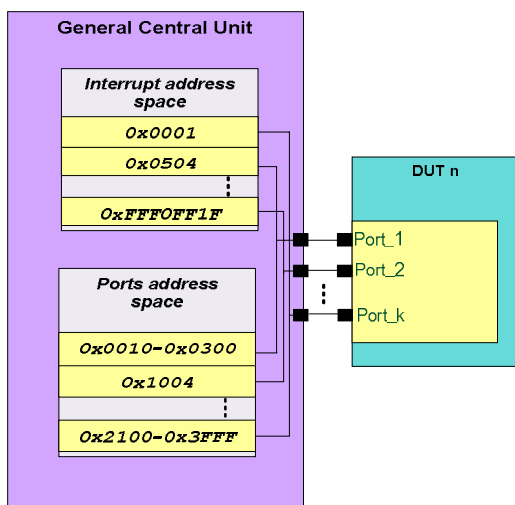 General Central Unit
Interrupt address
space
0x0001
0x0504
0xFFF0FF1F
Ports address
space
0x0010-0x0300
0x1004
0x2100-0x3FFF
DUT n
Port_1
Port_2
Port_k